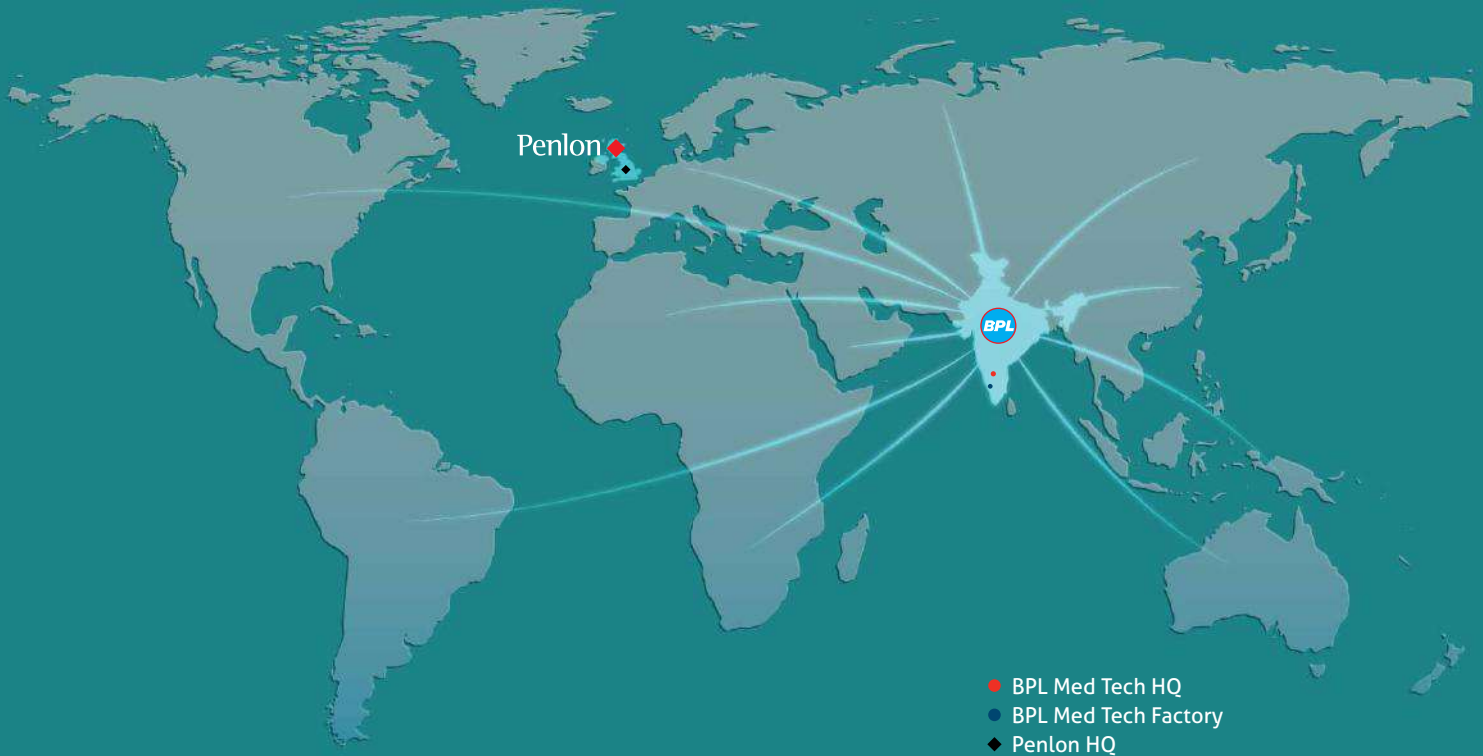 Penlon
BPL
BPL Med Tech HQ
BPL Med Tech Factory
Penlon HQ